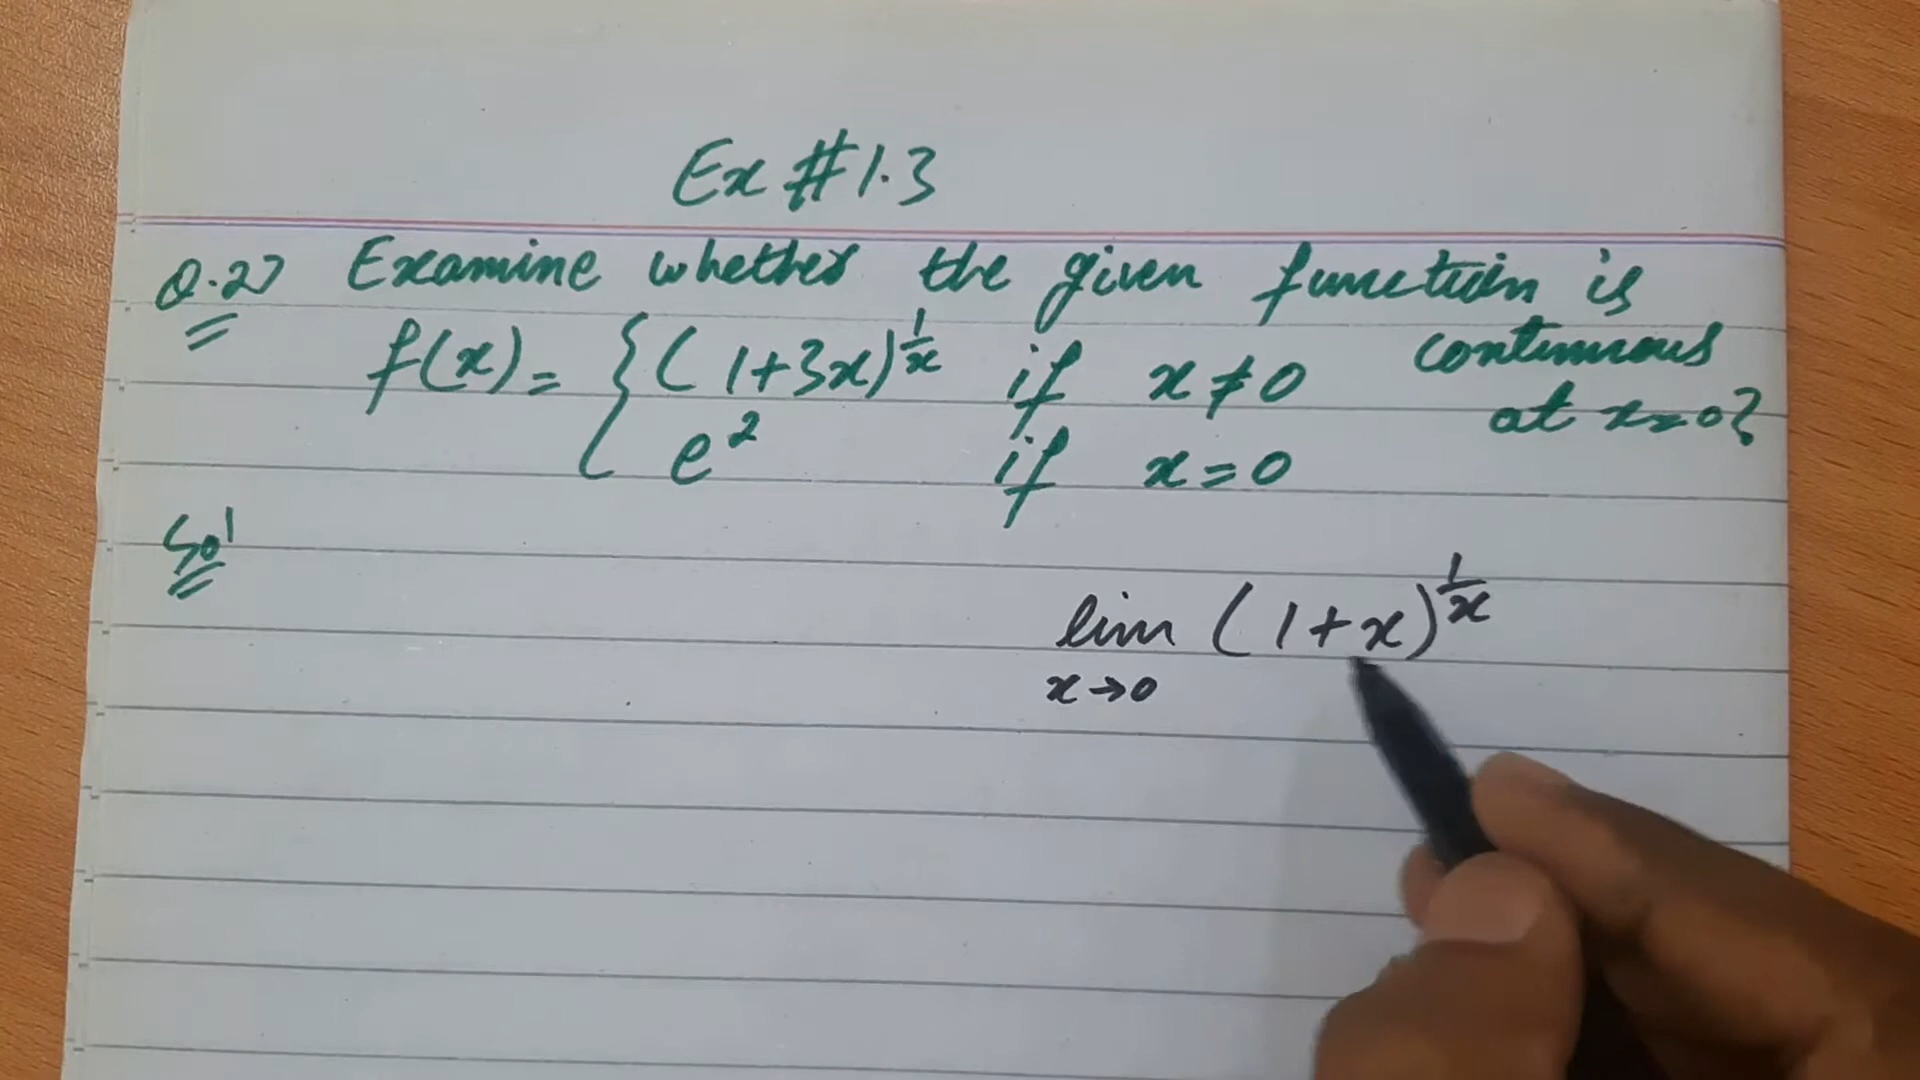 Ex #1.3
Q.27 Examine whether the given function is
continuous
at x=0?
f(x) = { (1+3x)^{1/x} if x≠0
e^2 if x=0
Sol
lim (1+x)^{1/x}
x→0